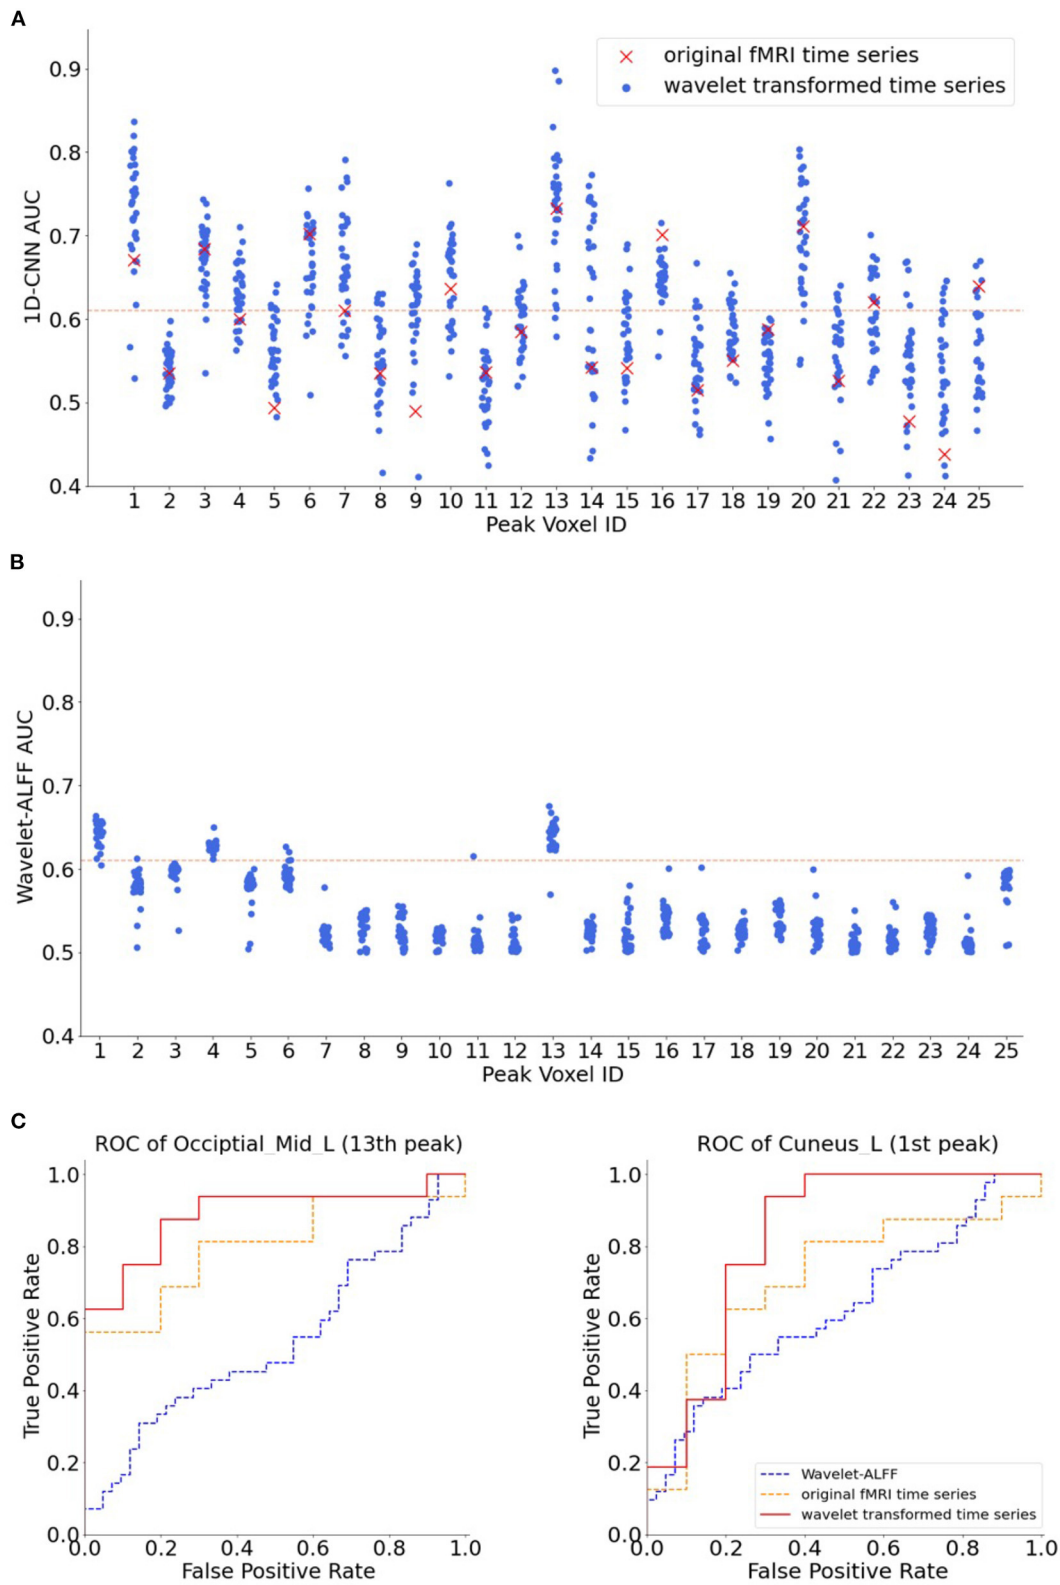 A
original fMRI time series
wavelet transformed time series
1D-CNN AUC
0.9
0.8
0.7
0.6
0.5
0.4
1 2 3 4 5 6 7 8 9 10 11 12 13 14 15 16 17 18 19 20 21 22 23 24 25
Peak Voxel ID
B
Wavelet-ALFF AUC
0.9
0.8
0.7
0.6
0.5
0.4
1 2 3 4 5 6 7 8 9 10 11 12 13 14 15 16 17 18 19 20 21 22 23 24 25
Peak Voxel ID
C
ROC of Occiptial_Mid_L (13th peak)
True Positive Rate
1.0
0.8
0.6
0.4
0.2
0.0
0.0 0.2 0.4 0.6 0.8 1.0
False Positive Rate
ROC of Cuneus_L (1st peak)
True Positive Rate
1.0
0.8
0.6
0.4
0.2
0.0
Wavelet-ALFF
original fMRI time series
wavelet transformed time series
0.0 0.2 0.4 0.6 0.8 1.0
False Positive Rate